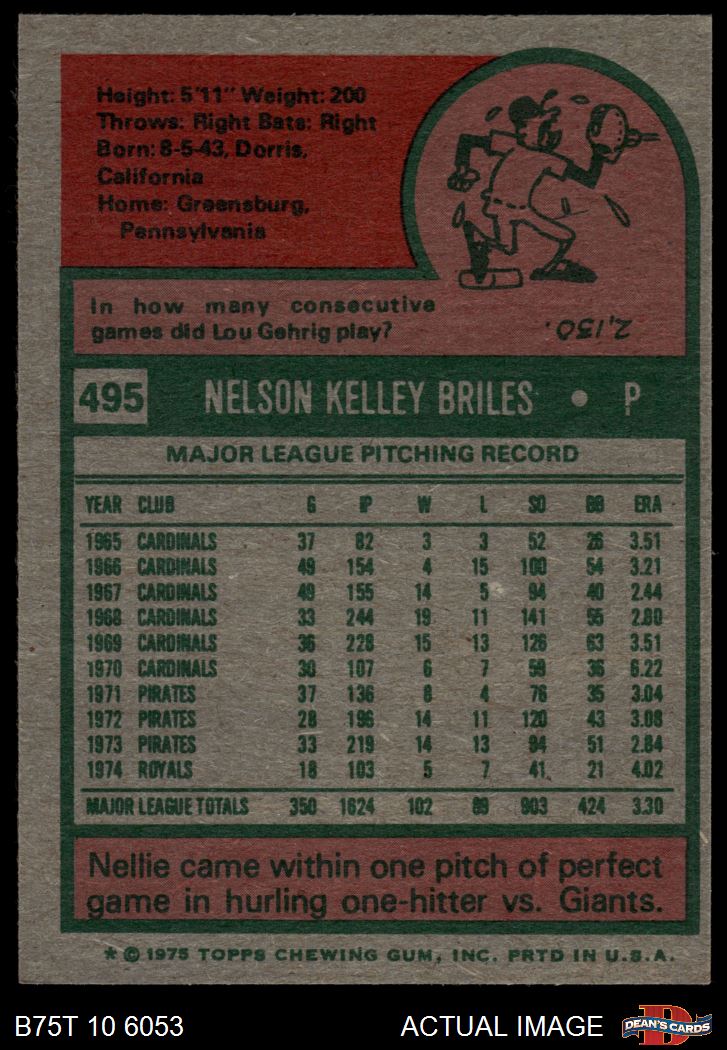 Height: 5'11" Weight: 200
Throws: Right Bats: Right
Born: 8-5-43, Dorris,
California
Home: Greensburg,
Pennsylvania
In how many consecutive
games did Lou Gehrig play?
2,130.
495 NELSON KELLEY BRILES • P
MAJOR LEAGUE PITCHING RECORD
YEAR CLUB G IP W L SO BB ERA
1965 CARDINALS 37 82 3 3 52 26 3.51
1966 CARDINALS 49 154 4 15 100 54 3.21
1967 CARDINALS 49 155 14 5 94 40 2.44
1968 CARDINALS 33 244 19 11 141 55 2.80
1969 CARDINALS 36 228 15 13 126 63 3.51
1970 CARDINALS 30 107 6 7 59 36 6.22
1971 PIRATES 37 136 8 4 76 35 3.04
1972 PIRATES 28 196 14 11 120 43 3.08
1973 PIRATES 33 219 14 13 94 51 2.84
1974 ROYALS 18 103 5 7 41 21 4.02
MAJOR LEAGUE TOTALS 350 1624 102 89 903 424 3.30
Nellie came within one pitch of perfect
game in hurling one-hitter vs. Giants.
* © 1975 TOPPS CHEWING GUM, INC. PRTD IN U.S.A.
B75T 10 6053 ACTUAL IMAGE DEAN'S CARDS